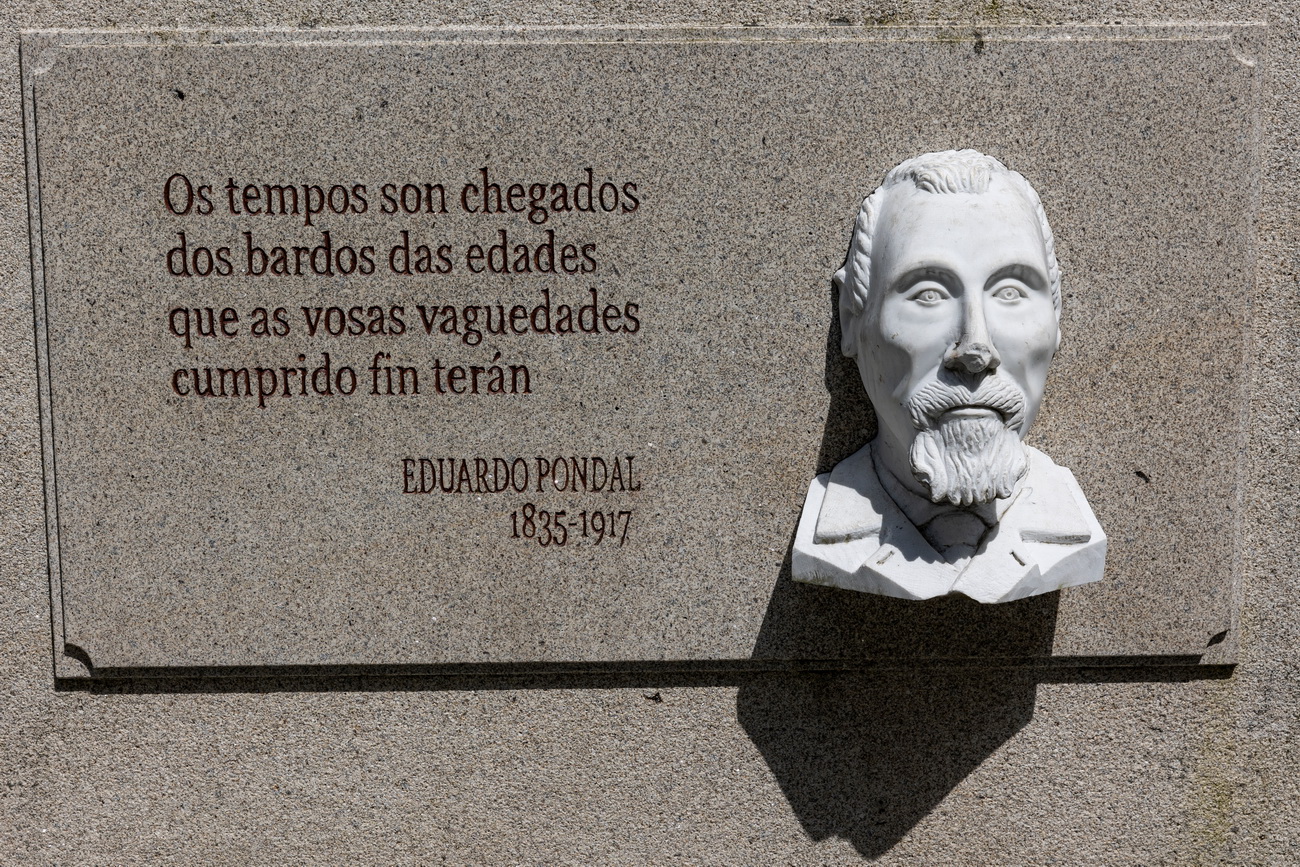 Os tempos son chegados
dos bardos das edades
que as vosas vaguedades
cumprido fin terán
EDUARDO PONDAL
1835-1917